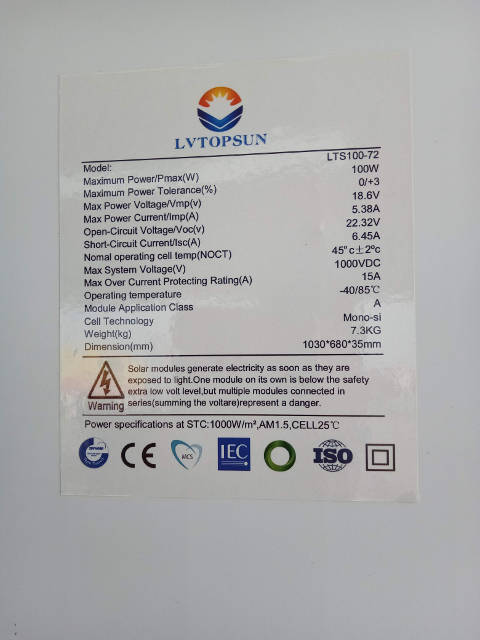 LVTOPSUN
Model: LTS100-72
Maximum Power/Pmax(W) 100W
Maximum Power Tolerance(%) 0/+3
Max Power Voltage/Vmp(v) 18.6V
Max Power Current/Imp(A) 5.38A
Open-Circuit Voltage/Voc(v) 22.32V
Short-Circuit Current/Isc(A) 6.45A
Nomal operating cell temp(NOCT) 45°c±2°c
Max System Voltage(V) 1000VDC
Max Over Current Protecting Rating(A) 15A
Operating temperature -40/85℃
Module Application Class A
Cell Technology Mono-si
Weight(kg) 7.3KG
Dimension(mm) 1030*680*35mm
Solar modules generate electricity as soon as they are
exposed to light.One module on its own is below the safety
extra low volt level,but multiple modules connected in
series(summing the voltare)represent a danger.
Warning
Power specifications at STC:1000W/m³,AM1.5,CELL25℃
CE
MCS
IEC
ISO